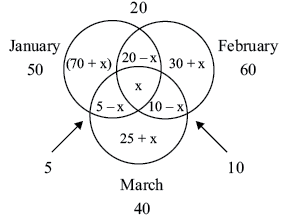 20
January
50
February
60
(70 + x)
20 – x
30 + x
x
5 – x
10 – x
25 + x
5
10
March
40